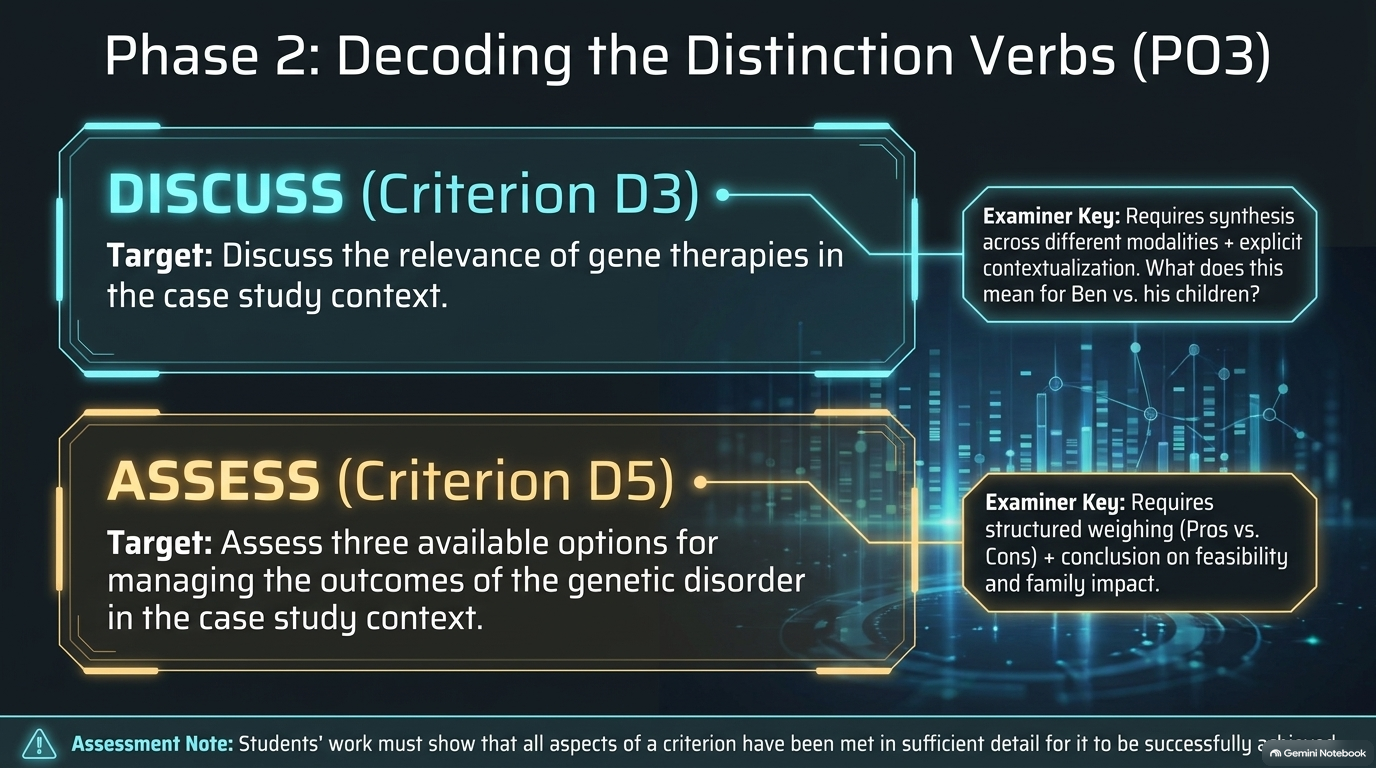 Phase 2: Decoding the Distinction Verbs (PO3)
DISCUSS (Criterion D3)
Target: Discuss the relevance of gene therapies in
the case study context.
Examiner Key: Requires synthesis
across different modalities + explicit
contextualization. What does this
mean for Ben vs. his children?
ASSESS (Criterion D5)
Target: Assess three available options for
managing the outcomes of the genetic disorder
in the case study context.
Examiner Key: Requires
structured weighing (Pros vs.
Cons) + conclusion on feasibility
and family impact.
Assessment Note: Students' work must show that all aspects of a criterion have been met in sufficient detail for it to be successfully
Gemini Notebook